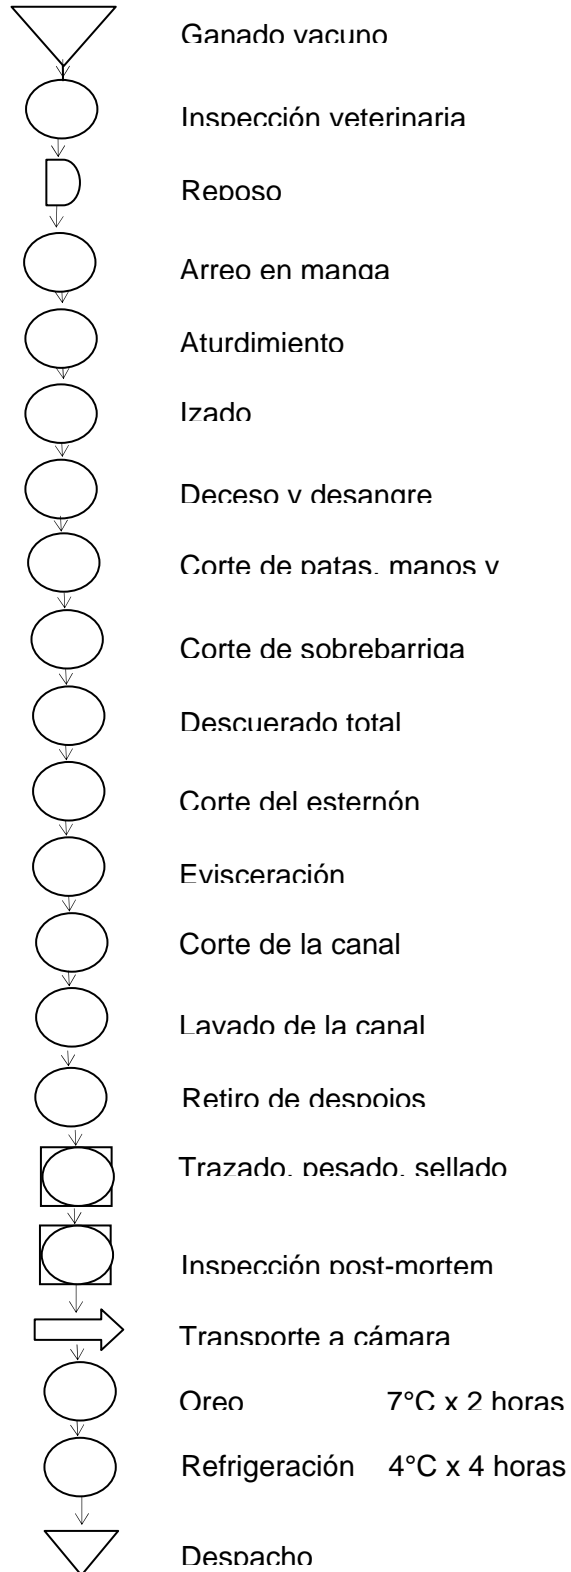 Ganado vacuno
Inspección veterinaria
Reposo
Arreo en manga
Aturdimiento
Izado
Deceso y desangre
Corte de patas, manos y
Corte de sobrebarriga
Descuerado total
Corte del esternón
Evisceración
Corte de la canal
Lavado de la canal
Retiro de despojos
Trazado, pesado, sellado
Inspección post-mortem
Transporte a cámara
Oreo 7°C x 2 horas
Refrigeración 4°C x 4 horas
Despacho